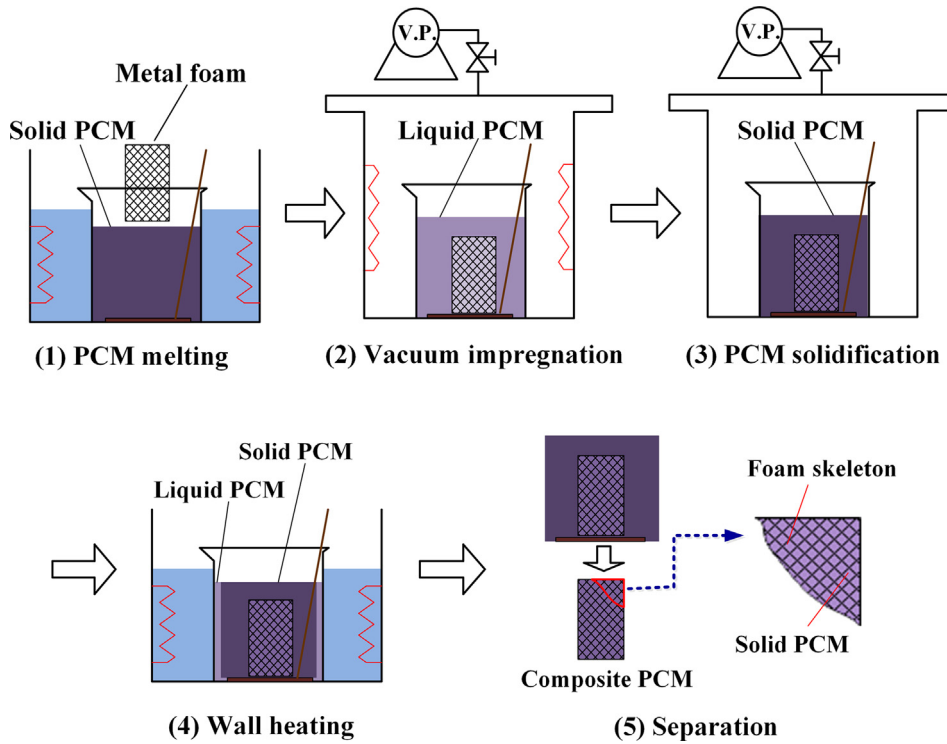 V.P.
V.P.
Metal foam
Solid PCM
Liquid PCM
Solid PCM
(1) PCM melting
(2) Vacuum impregnation
(3) PCM solidification
Solid PCM
Liquid PCM
Foam skeleton
Solid PCM
Composite PCM
(4) Wall heating
(5) Separation